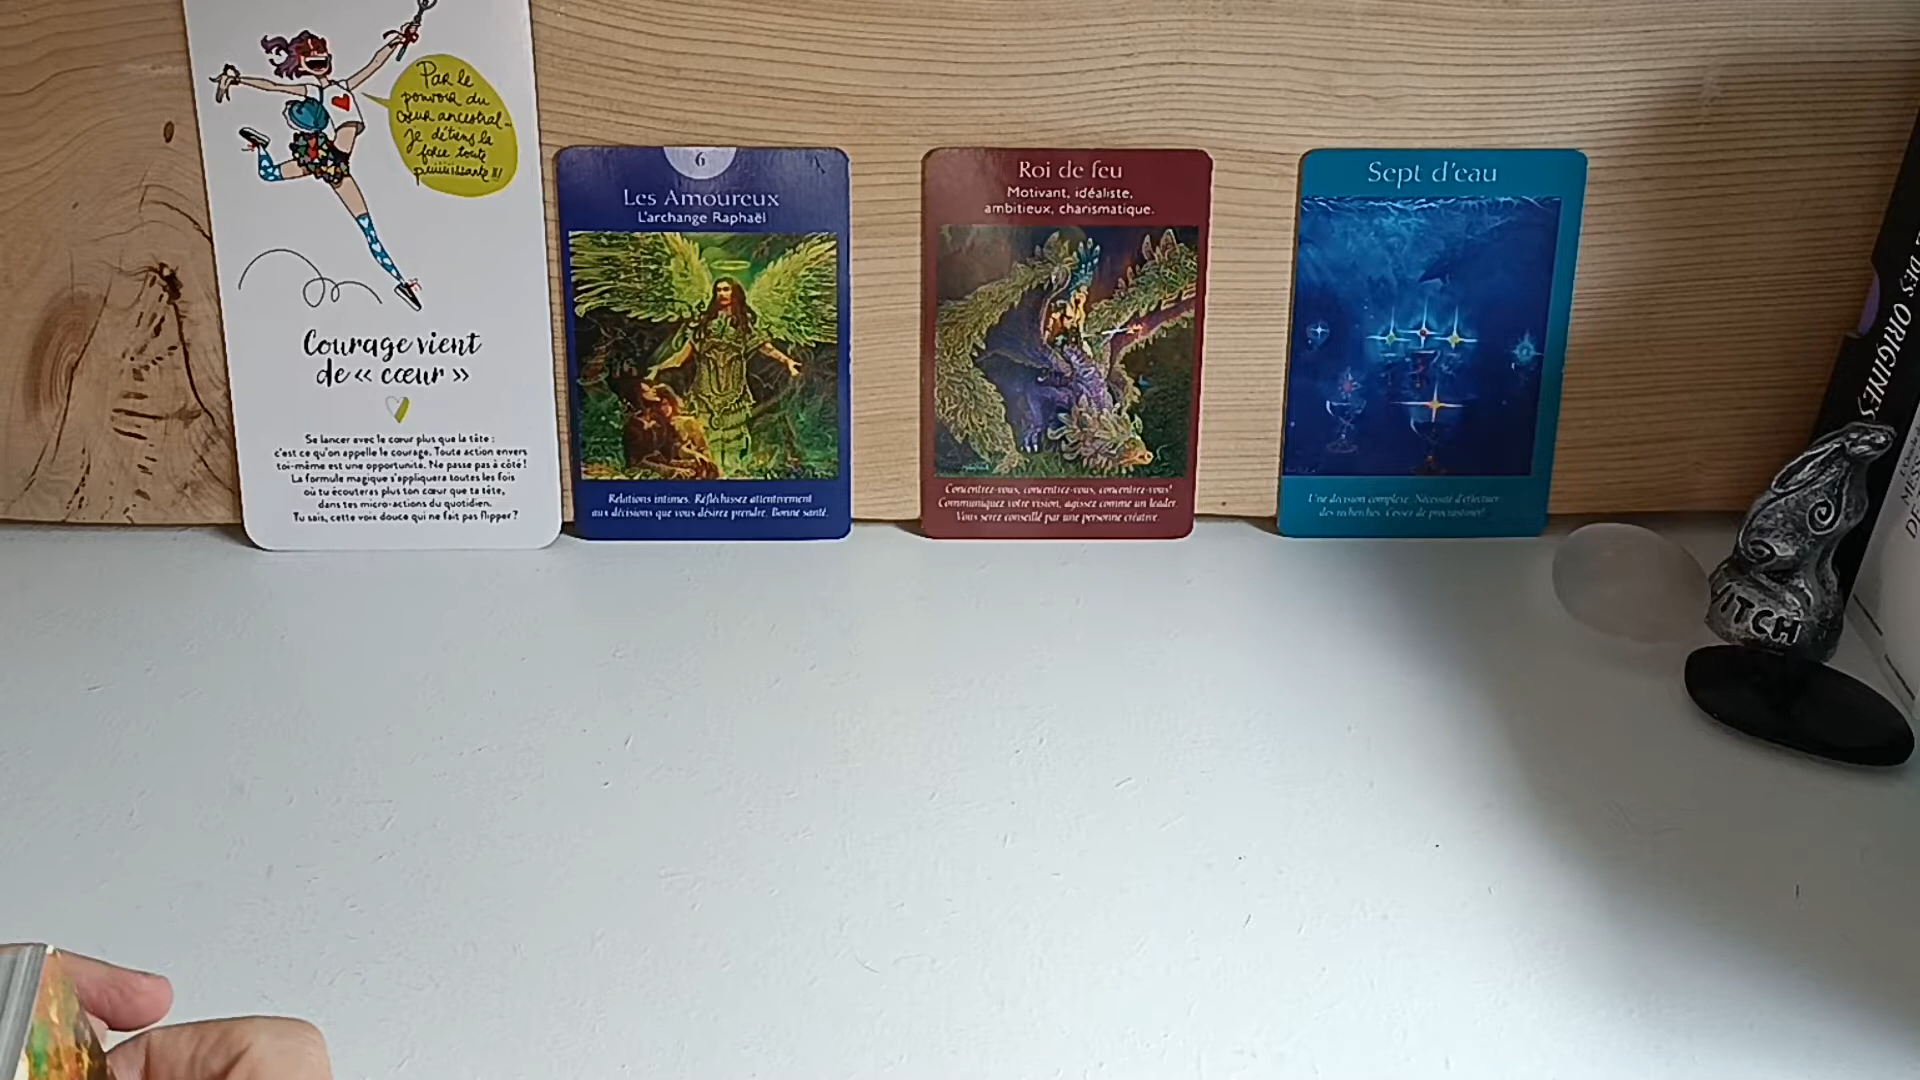 Par le
pouvoir du
cœur ancestral -
Je détiens la
force toute
puiiiissante !!!
Courage vient
de « cœur »
Se lancer avec le cœur plus que la tête :
c'est ce qu'on appelle le courage. Toute action envers
toi-même est une opportunité. Ne passe pas à côté !
La formule magique s'appliquera toutes les fois
où tu écouteras plus ton cœur que ta tête,
dans tes micro-actions du quotidien.
Tu sais, cette voix douce qui ne fait pas flipper ?
6
Les Amoureux
L'archange Raphaël
Relations intimes. Réfléchissez attentivement
aux décisions que vous désirez prendre. Bonne santé.
Roi de feu
Motivant, idéaliste,
ambitieux, charismatique.
Concentrez-vous, concentrez-vous, concentrez-vous!
Communiquez votre vision, agissez comme un leader.
Vous serez conseillé par une personne créative.
Sept d'eau
Une décision complexe. Nécessité d'effectuer
des recherches. Cessez de procrastiner!
DES ORIGINES
WITCH